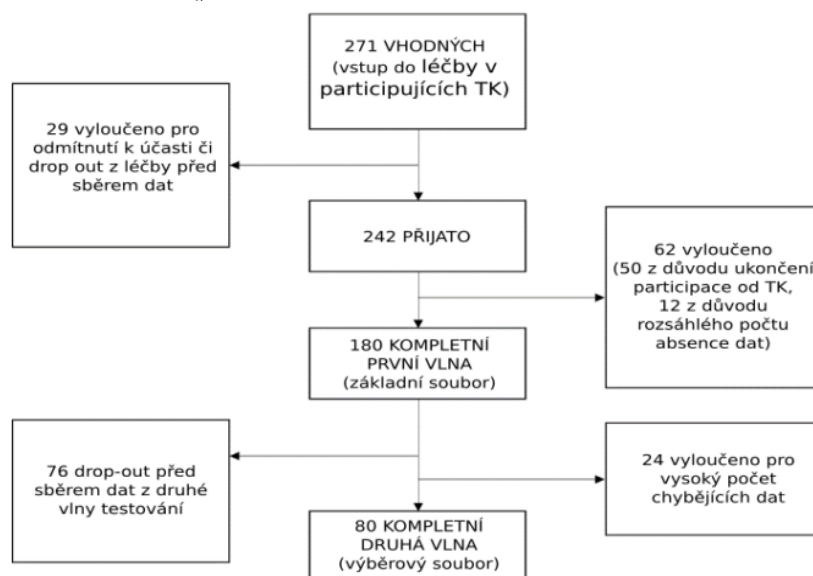 271 VHODNÝCH
(vstup do léčby v
participujících TK)
29 vyloučeno pro
odmítnutí k účasti či
drop out z léčby před
sběrem dat
242 PŘIJATO
62 vyloučeno
(50 z důvodu ukončení
participace od TK,
12 z důvodu
rozsáhlého počtu
absence dat)
180 KOMPLETNÍ
PRVNÍ VLNA
(základní soubor)
76 drop-out před
sběrem dat z druhé
vlny testování
24 vyloučeno pro
vysoký počet
chybějících dat
80 KOMPLETNÍ
DRUHÁ VLNA
(výběrový soubor)